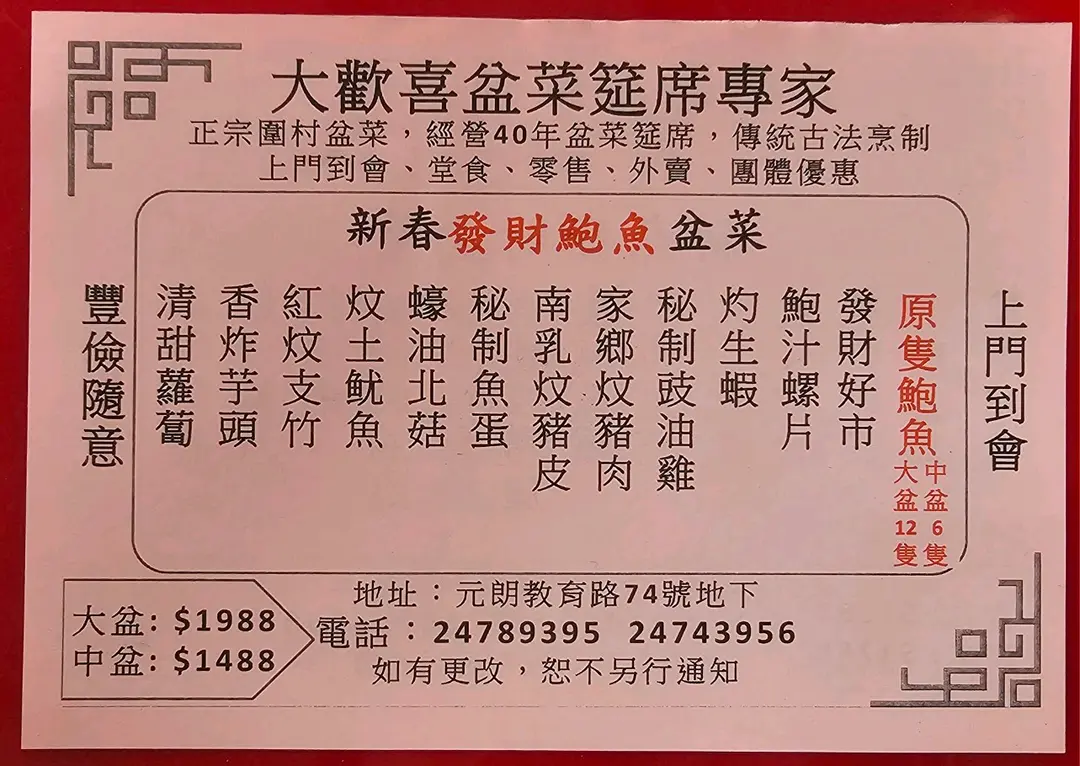 大歡喜盆菜筵席專家
正宗圍村盆菜，經營40年盆菜筵席，傳統古法烹制
上門到會、堂食、零售、外賣、團體優惠
新春發財鮑魚盆菜
上門到會
原隻鮑魚
中盆6隻
大盆12隻
發財好市
鮑汁螺片
灼生蝦
秘制豉油雞
家鄉炆豬肉
南乳炆豬皮
秘制魚蛋
蠔油北菇
炆土魷魚
紅炆支竹
香炸芋頭
清甜蘿蔔
豐儉隨意
大盆: $1988
中盆: $1488
地址：元朗教育路74號地下
電話：24789395 24743956
如有更改，恕不另行通知